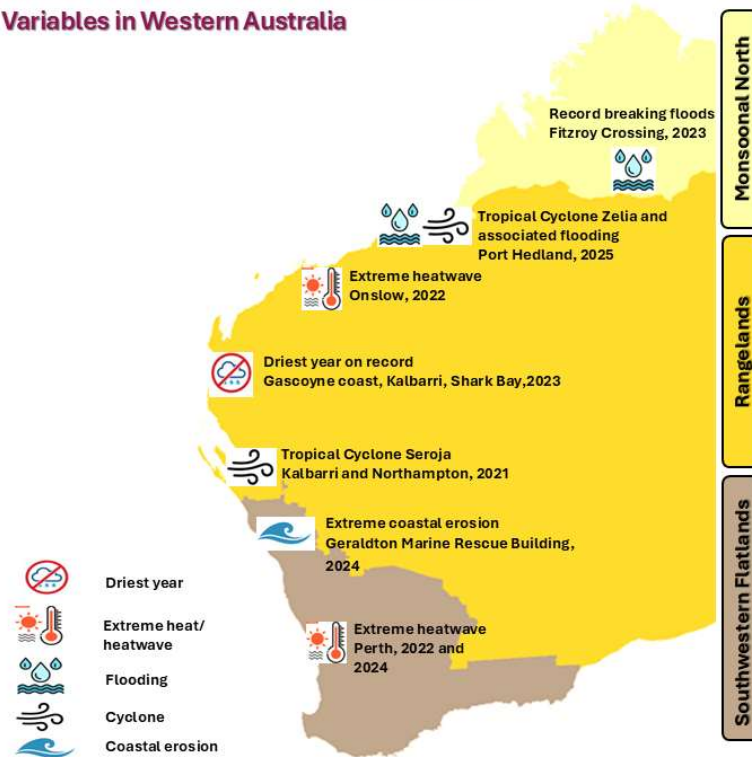 Variables in Western Australia
Monsoonal North
Record breaking floods
Fitzroy Crossing, 2023
Tropical Cyclone Zelia and
associated flooding
Port Hedland, 2025
Extreme heatwave
Onslow, 2022
Rangelands
Driest year on record
Gascoyne coast, Kalbarri, Shark Bay,2023
Tropical Cyclone Seroja
Kalbarri and Northampton, 2021
Extreme coastal erosion
Geraldton Marine Rescue Building,
2024
Southwestern Flatlands
Extreme heatwave
Perth, 2022 and
2024
Driest year
Extreme heat/
heatwave
Flooding
Cyclone
Coastal erosion